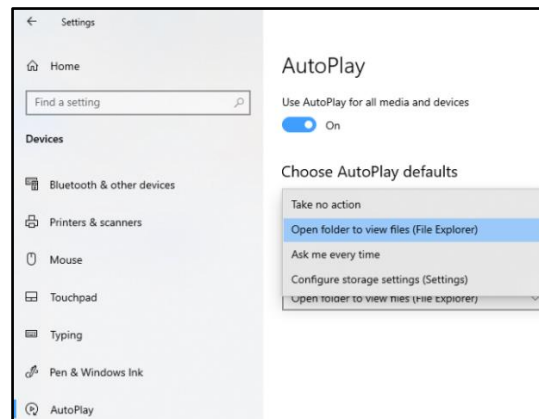 Settings
Home
Find a setting
Devices
Bluetooth & other devices
Printers & scanners
Mouse
Touchpad
Typing
Pen & Windows Ink
AutoPlay
AutoPlay
Use AutoPlay for all media and devices
On
Choose AutoPlay defaults
Take no action
Open folder to view files (File Explorer)
Ask me every time
Configure storage settings (Settings)
Open folder to view files (File Explorer)